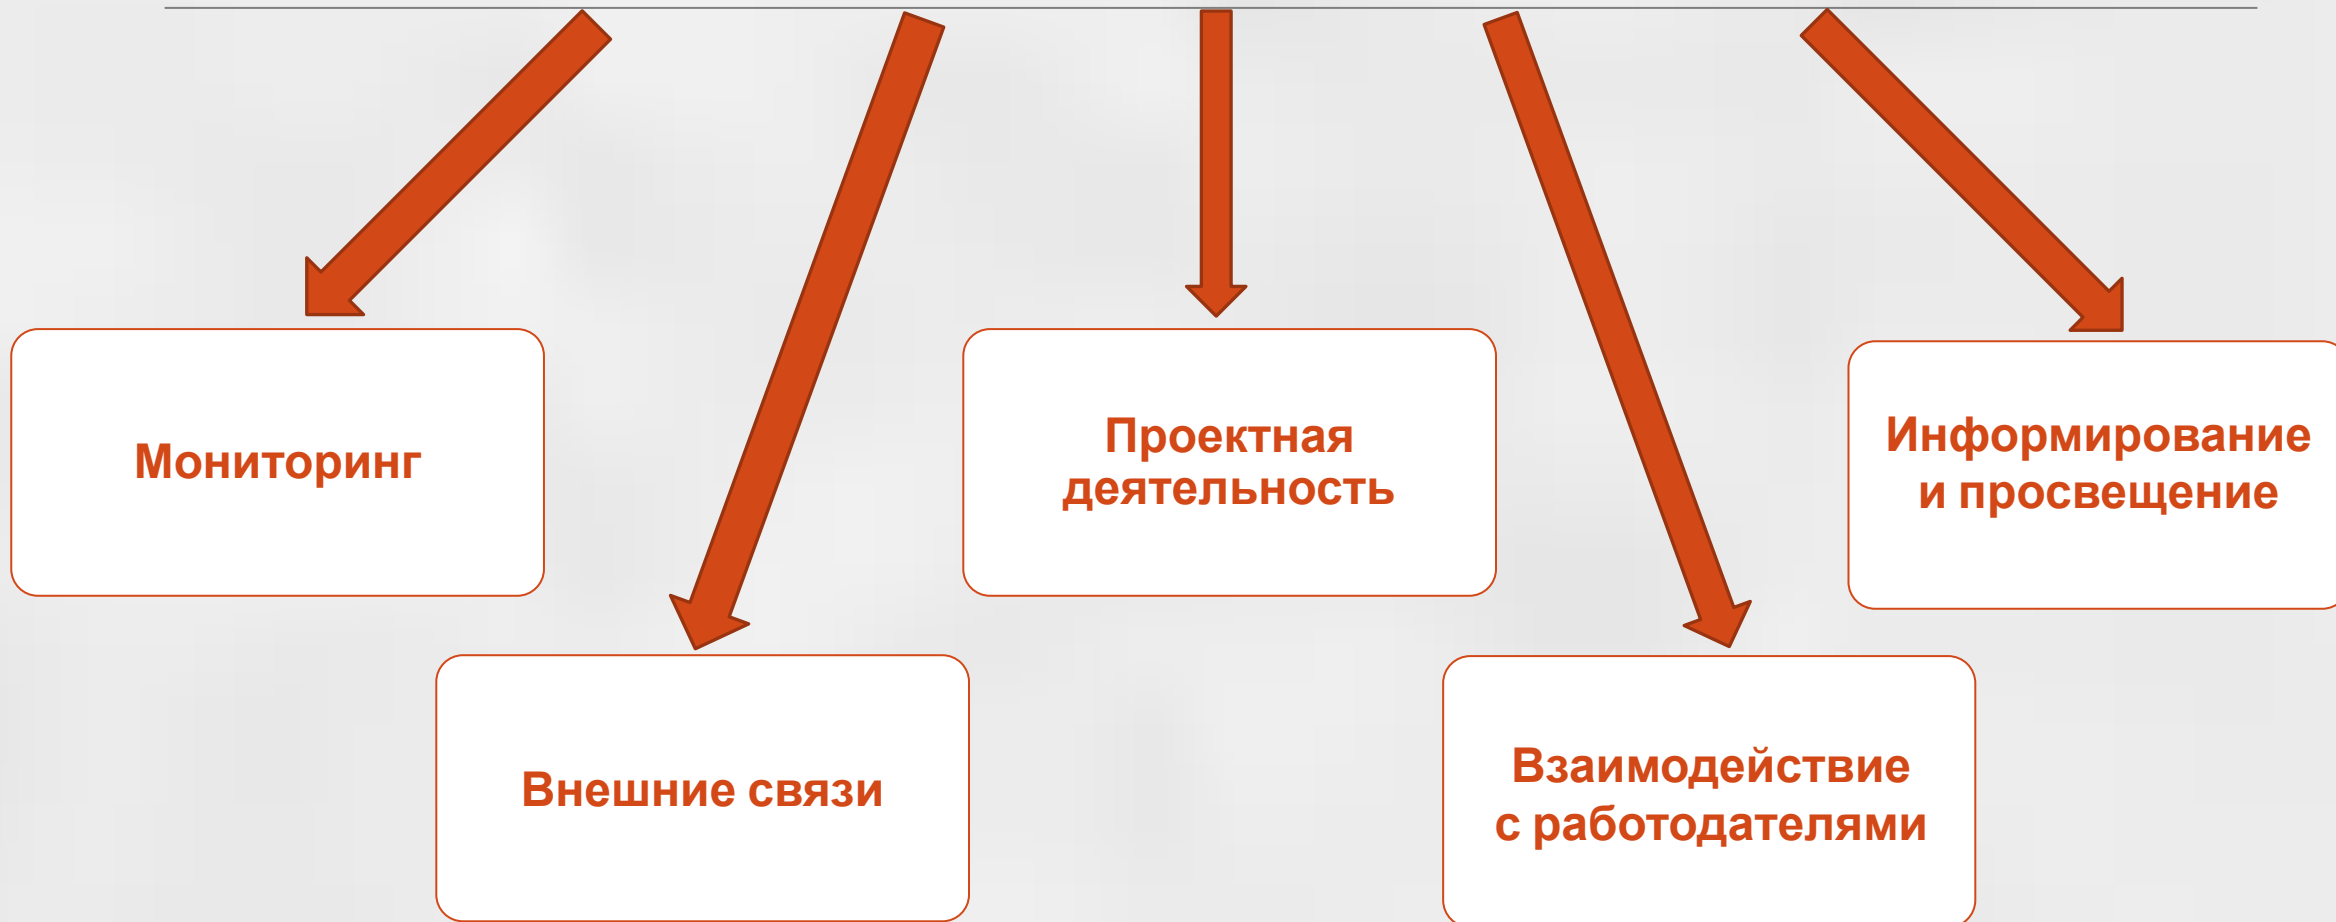 Мониторинг
Внешние связи
Проектная
деятельность
Взаимодействие
с работодателями
Информирование
и просвещение